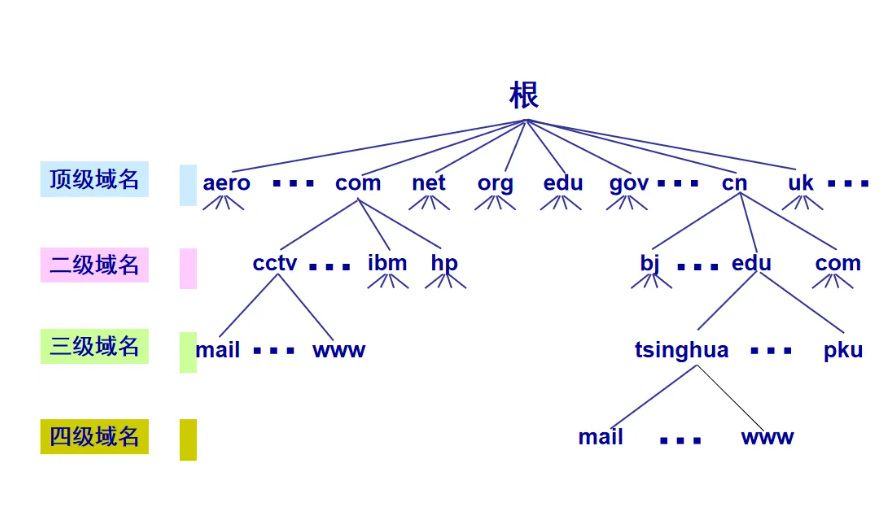 根
顶级域名 aero ▪▪▪ com net org edu gov ▪▪▪ cn uk ▪▪▪
二级域名 cctv ▪▪▪ ibm hp bj ▪▪▪ edu com
三级域名 mail ▪▪▪ www tsinghua ▪▪▪ pku
四级域名 mail ▪▪▪ www